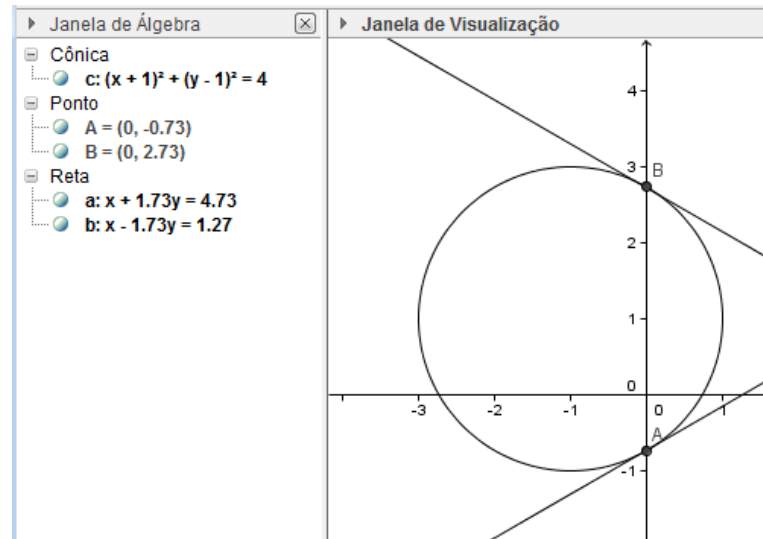 Janela de Álgebra
Cônica
c: (x + 1)² + (y - 1)² = 4
Ponto
A = (0, -0.73)
B = (0, 2.73)
Reta
a: x + 1.73y = 4.73
b: x - 1.73y = 1.27
Janela de Visualização
4
3
B
2
1
0
-3 -2 -1 0 1
A
-1